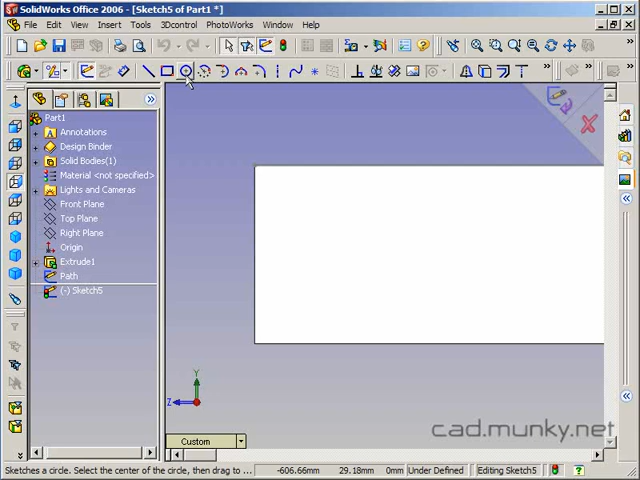 SolidWorks Office 2006 - [Sketch5 of Part1 *]
File Edit View Insert Tools 3Dcontrol PhotoWorks Window Help
Part1
Annotations
Design Binder
Solid Bodies(1)
Material <not specified>
Lights and Cameras
Front Plane
Top Plane
Right Plane
Origin
Extrude1
Path
(-) Sketch5
Y
Z
Custom
cad.munky.net
Sketches a circle. Select the center of the circle, then drag to ... -606.66mm 29.18mm 0mm Under Defined Editing Sketch5